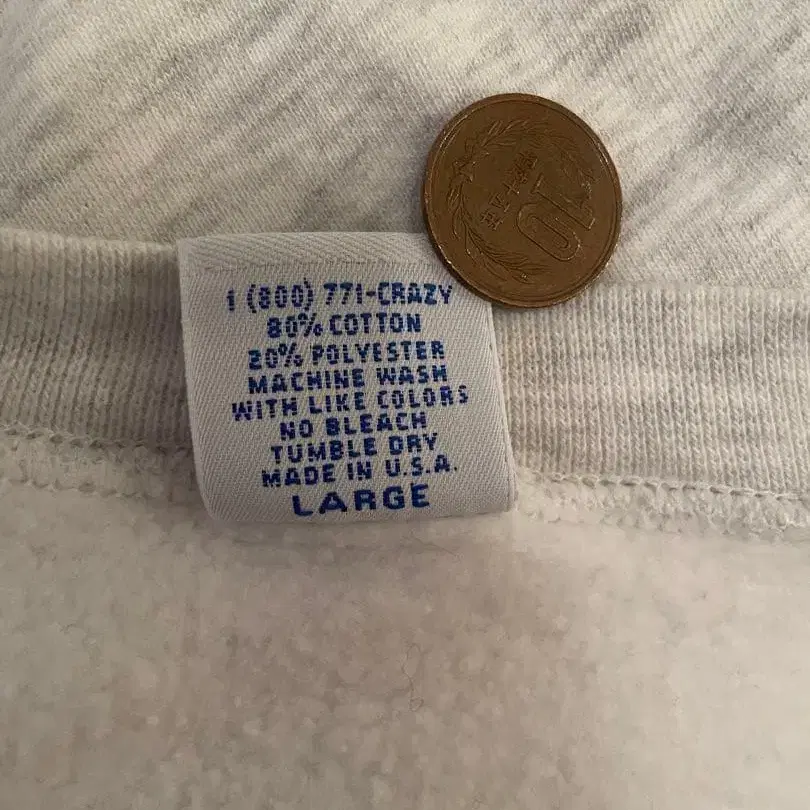 1 (800) 771-CRAZY
80% COTTON
20% POLYESTER
MACHINE WASH
WITH LIKE COLORS
NO BLEACH
TUMBLE DRY
MADE IN U.S.A.
LARGE
10